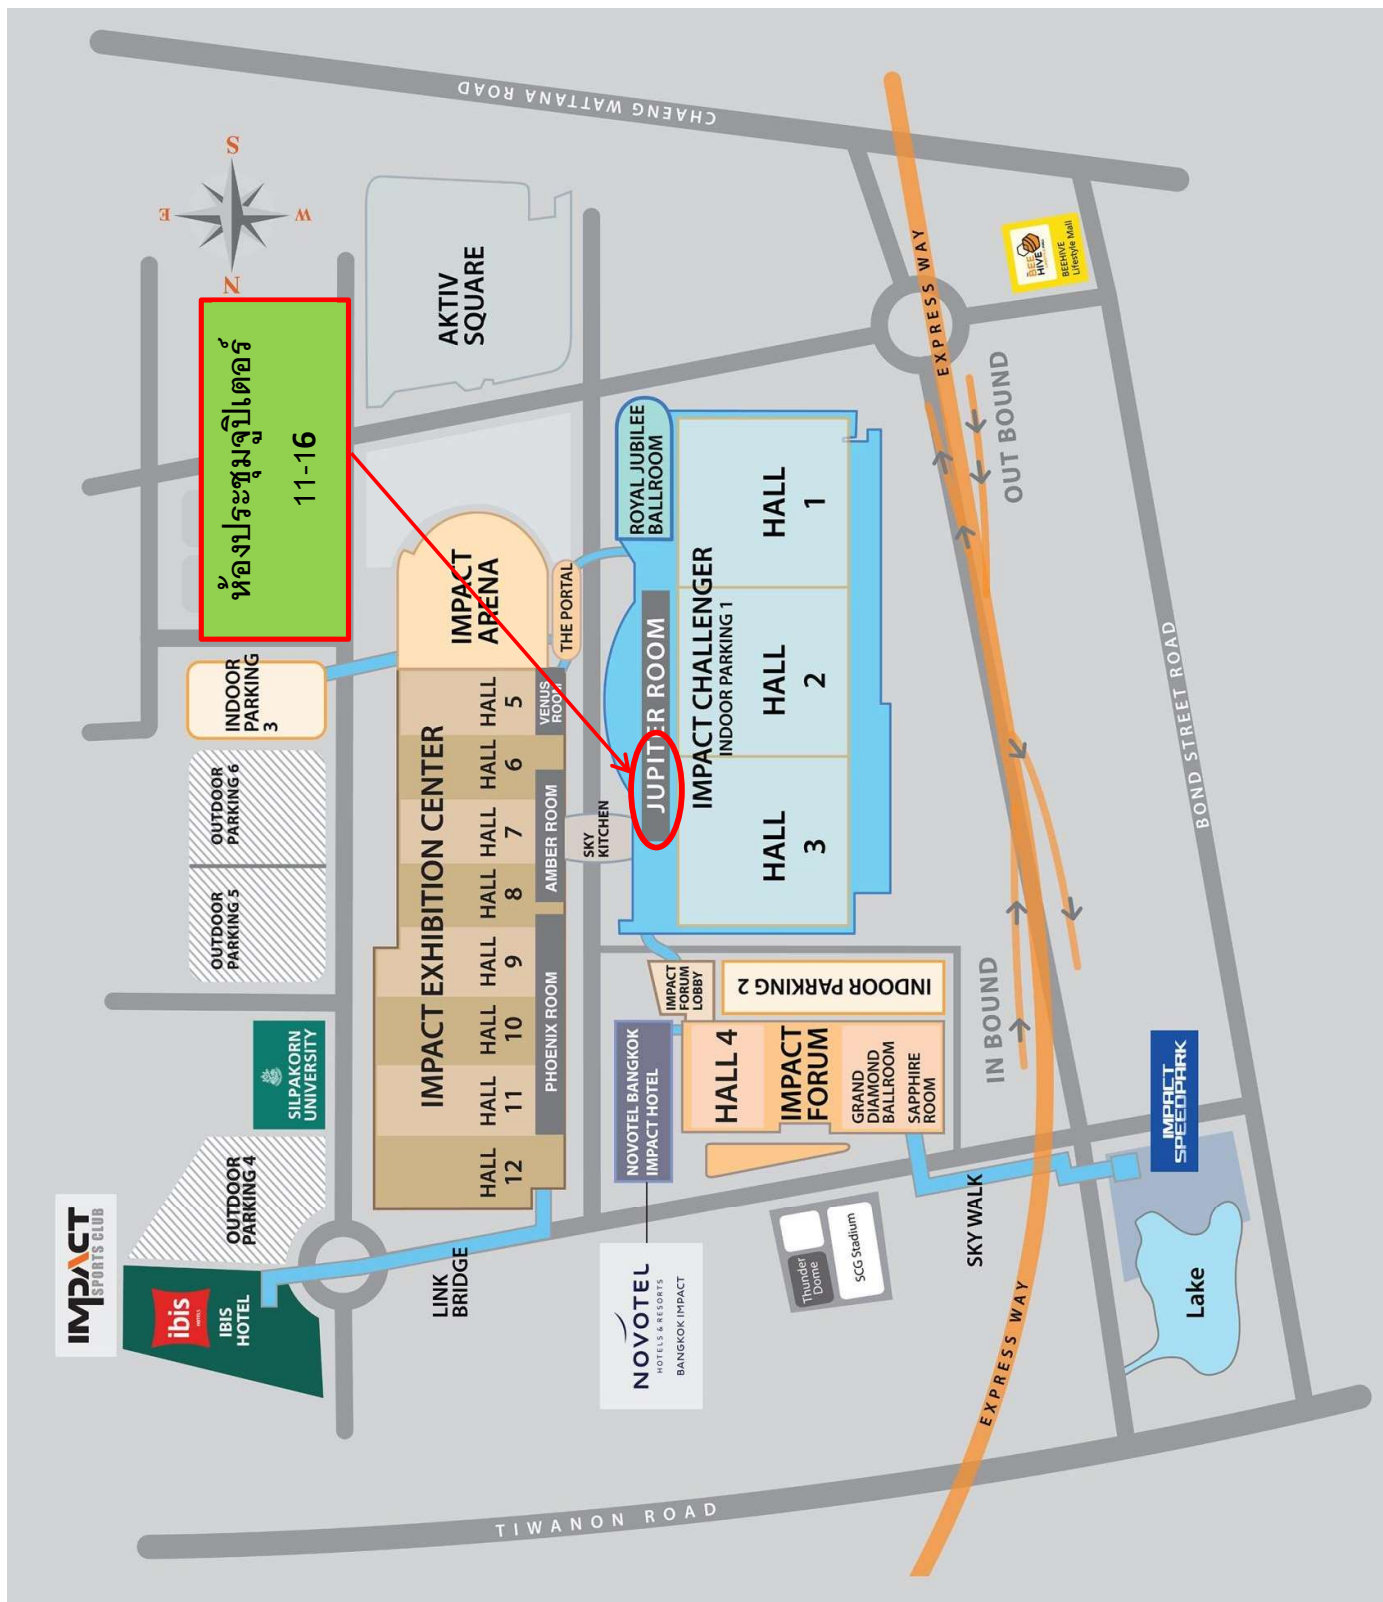 CHAENG WATTANA ROAD
S
E
W
N
ห้องประชุมจูปิเตอร์
11-16
AKTIV
SQUARE
EXPRESS WAY
BEE
HIVE
BEEHIVE
Lifestyle Mall
OUT BOUND
ROYAL JUBILEE
BALLROOM
IMPACT
ARENA
THE PORTAL
JUPITER ROOM
IMPACT CHALLENGER
INDOOR PARKING 1
HALL
1
HALL
2
HALL
3
INDOOR
PARKING
3
OUTDOOR
PARKING 6
OUTDOOR
PARKING 5
IMPACT EXHIBITION CENTER
HALL
5
HALL
6
HALL
7
HALL
8
HALL
9
HALL
10
HALL
11
HALL
12
VENUS
ROOM
AMBER ROOM
PHOENIX ROOM
SKY
KITCHEN
BOND STREET ROAD
SILPAKORN
UNIVERSITY
OUTDOOR
PARKING 4
IMPACT
FORUM
LOBBY
INDOOR PARKING 2
NOVOTEL BANGKOK
IMPACT HOTEL
HALL 4
IMPACT
FORUM
GRAND
DIAMOND
BALLROOM
SAPPHIRE
ROOM
IN BOUND
IMPACT
SPEEDPARK
IMPACT
SPORTS CLUB
ibis
HOTELS
IBIS
HOTEL
LINK
BRIDGE
NOVOTEL
HOTELS & RESORTS
BANGKOK IMPACT
Thunder
Dome
SCG Stadium
SKY WALK
Lake
EXPRESS WAY
TIWANON ROAD